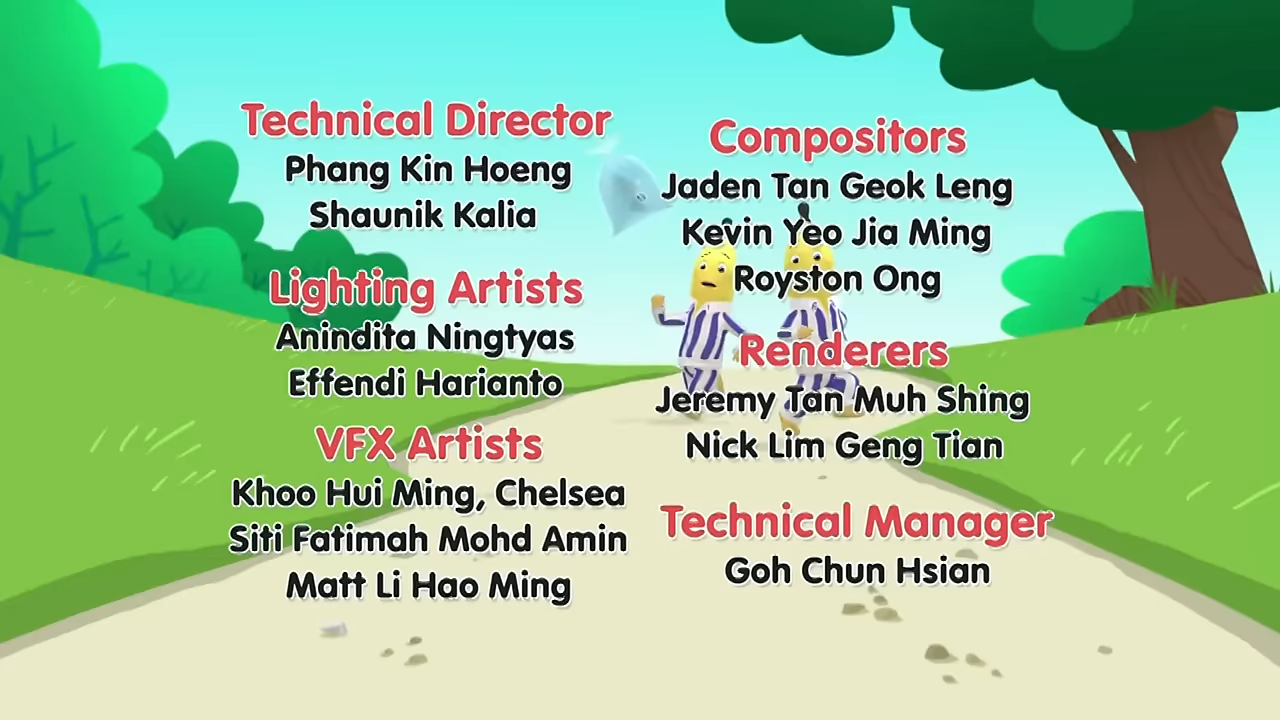 Technical Director
Phang Kin Hoeng
Shaunik Kalia
Lighting Artists
Anindita Ningtyas
Effendi Harianto
VFX Artists
Khoo Hui Ming, Chelsea
Siti Fatimah Mohd Amin
Matt Li Hao Ming
Compositors
Jaden Tan Geok Leng
Kevin Yeo Jia Ming
Royston Ong
Renderers
Jeremy Tan Muh Shing
Nick Lim Geng Tian
Technical Manager
Goh Chun Hsian